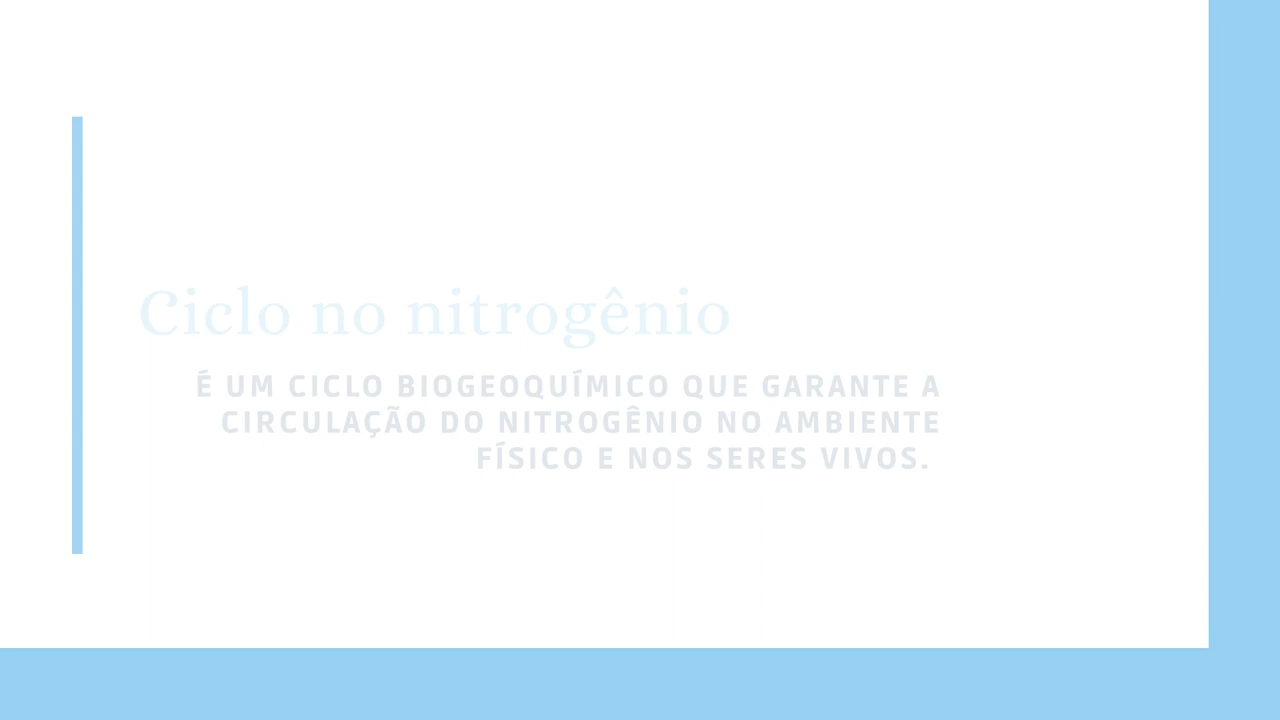 Ciclo no nitrogênio
É UM CICLO BIOGEOQUÍMICO QUE GARANTE A
CIRCULAÇÃO DO NITROGÊNIO NO AMBIENTE
FÍSICO E NOS SERES VIVOS.